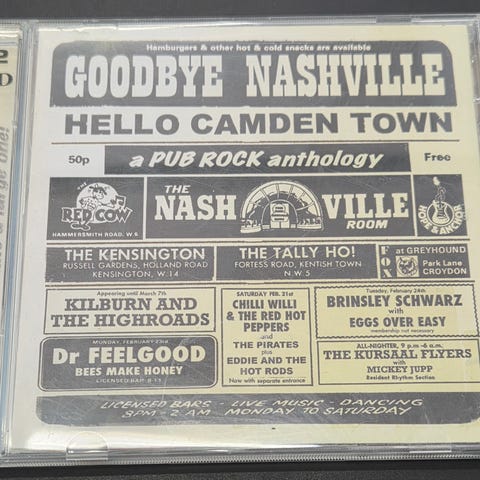 2
D
a large one!
Hamburgers & other hot & cold snacks are available
GOODBYE NASHVILLE
HELLO CAMDEN TOWN
50p
a PUB ROCK anthology
Free
RED COW
HAMMERSMITH ROAD, W.6
THE
NASHVILLE
ROOM
HOPE & ANCHOR
THE KENSINGTON
RUSSELL GARDENS, HOLLAND ROAD
KENSINGTON, W.14
THE TALLY HO!
FORTESS ROAD, KENTISH TOWN
N.W.5
FOX
at GREYHOUND
Park Lane
CROYDON
Appearing until March 7th
KILBURN AND
THE HIGHROADS
MONDAY, FEBRUARY 23rd
Dr FEELGOOD
BEES MAKE HONEY
LICENSED BAR 8-11
SATURDAY FEB. 21st
CHILLI WILLI
& THE RED HOT
PEPPERS
and
THE PIRATES
plus
EDDIE AND THE
HOT RODS
Now with separate entrance
Tuesday, February 24th
BRINSLEY SCHWARZ
with
EGGS OVER EASY
membership not necessary
ALL-NIGHTER, 9 p.m -6 a.m.
THE KURSAAL FLYERS
with
MICKEY JUPP
Resident Rhythm Section
LICENSED BARS - LIVE MUSIC - DANCING
8PM - 2 AM MONDAY TO SATURDAY